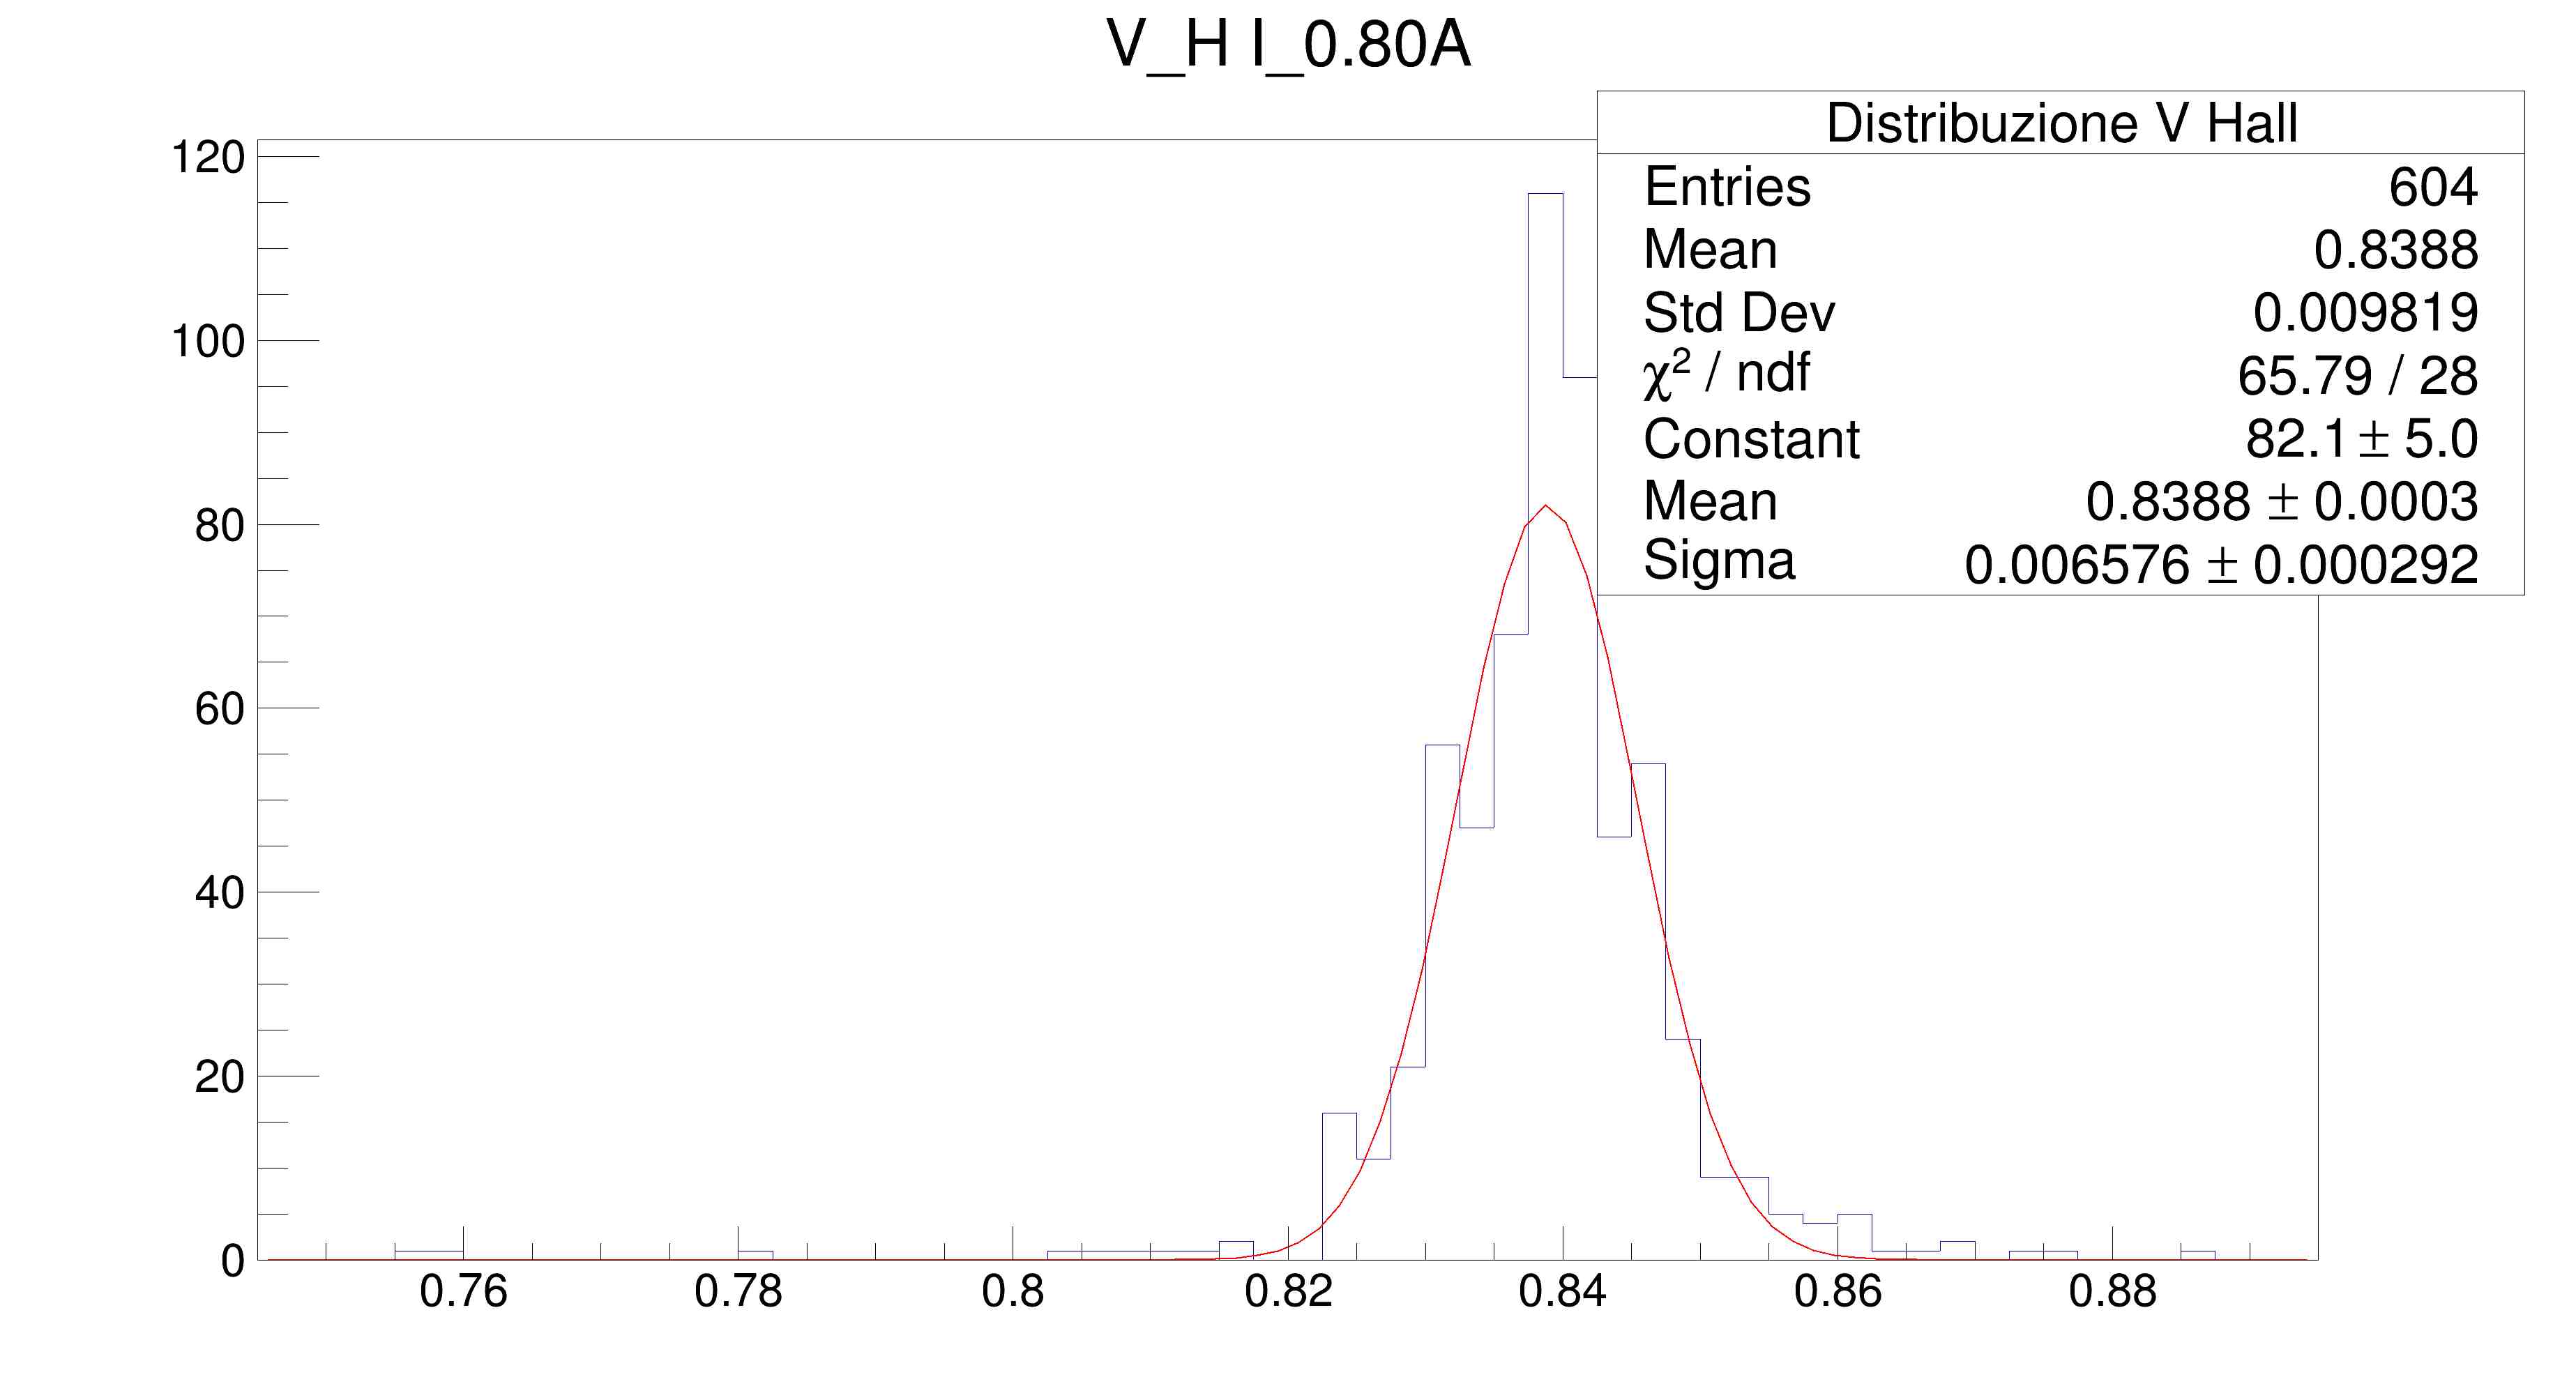 V_H I_0.80A
Distribuzione V Hall
Entries 604
Mean 0.8388
Std Dev 0.009819
χ² / ndf 65.79 / 28
Constant 82.1 ± 5.0
Mean 0.8388 ± 0.0003
Sigma 0.006576 ± 0.000292
120
100
80
60
40
20
0
0.76 0.78 0.8 0.82 0.84 0.86 0.88